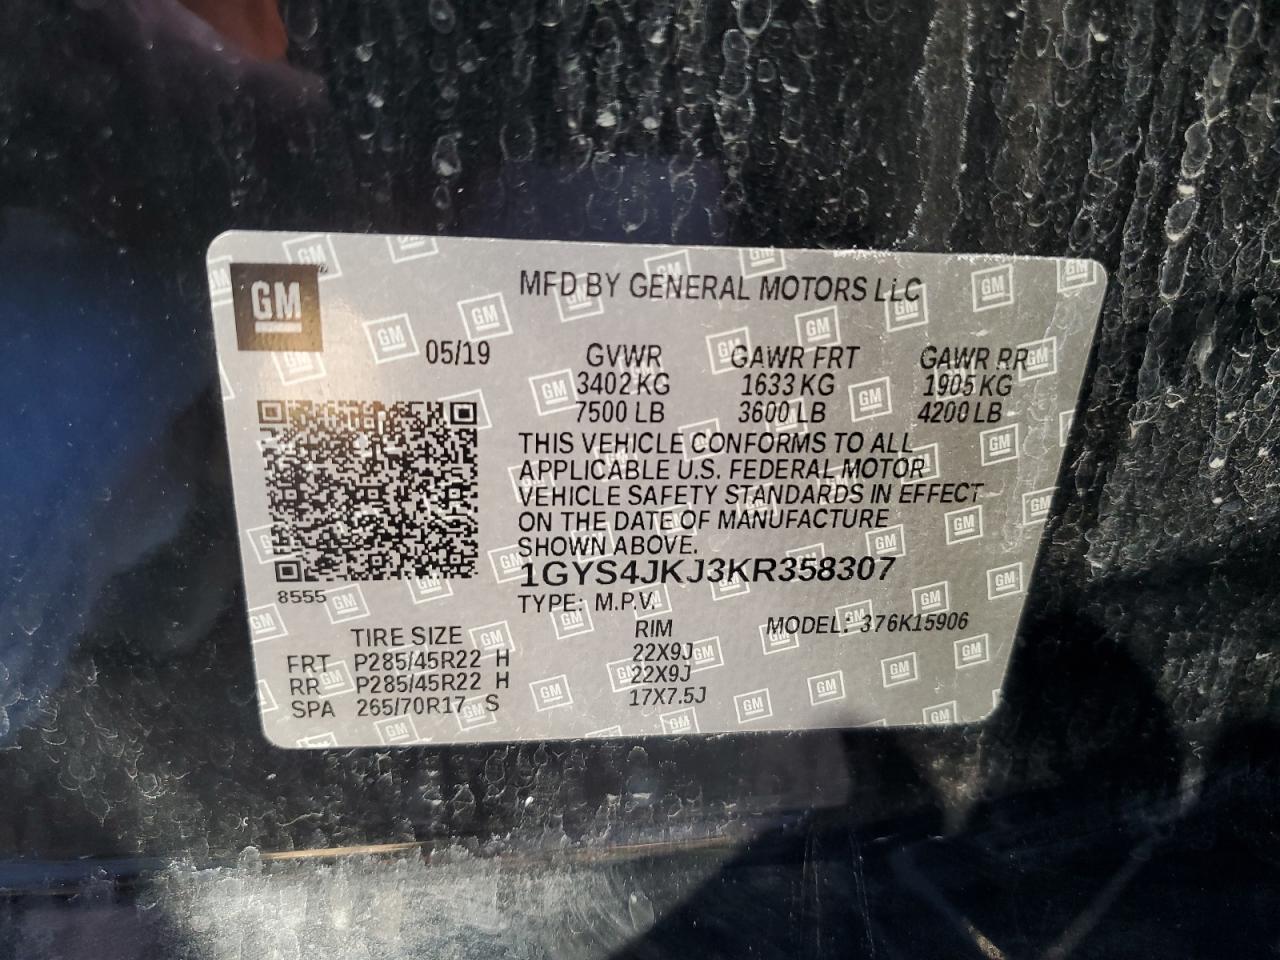 GM
MFD BY GENERAL MOTORS LLC
05/19 GVWR GAWR FRT GAWR RR
3402 KG 1633 KG 1905 KG
7500 LB 3600 LB 4200 LB
THIS VEHICLE CONFORMS TO ALL
APPLICABLE U.S. FEDERAL MOTOR
VEHICLE SAFETY STANDARDS IN EFFECT
ON THE DATE OF MANUFACTURE
SHOWN ABOVE.
1GYS4JKJ3KR358307
8555
TYPE: M.P.V.
MODEL: 376K15906
TIRE SIZE RIM
FRT P285/45R22 H 22X9J
RR P285/45R22 H 22X9J
SPA 265/70R17 S 17X7.5J